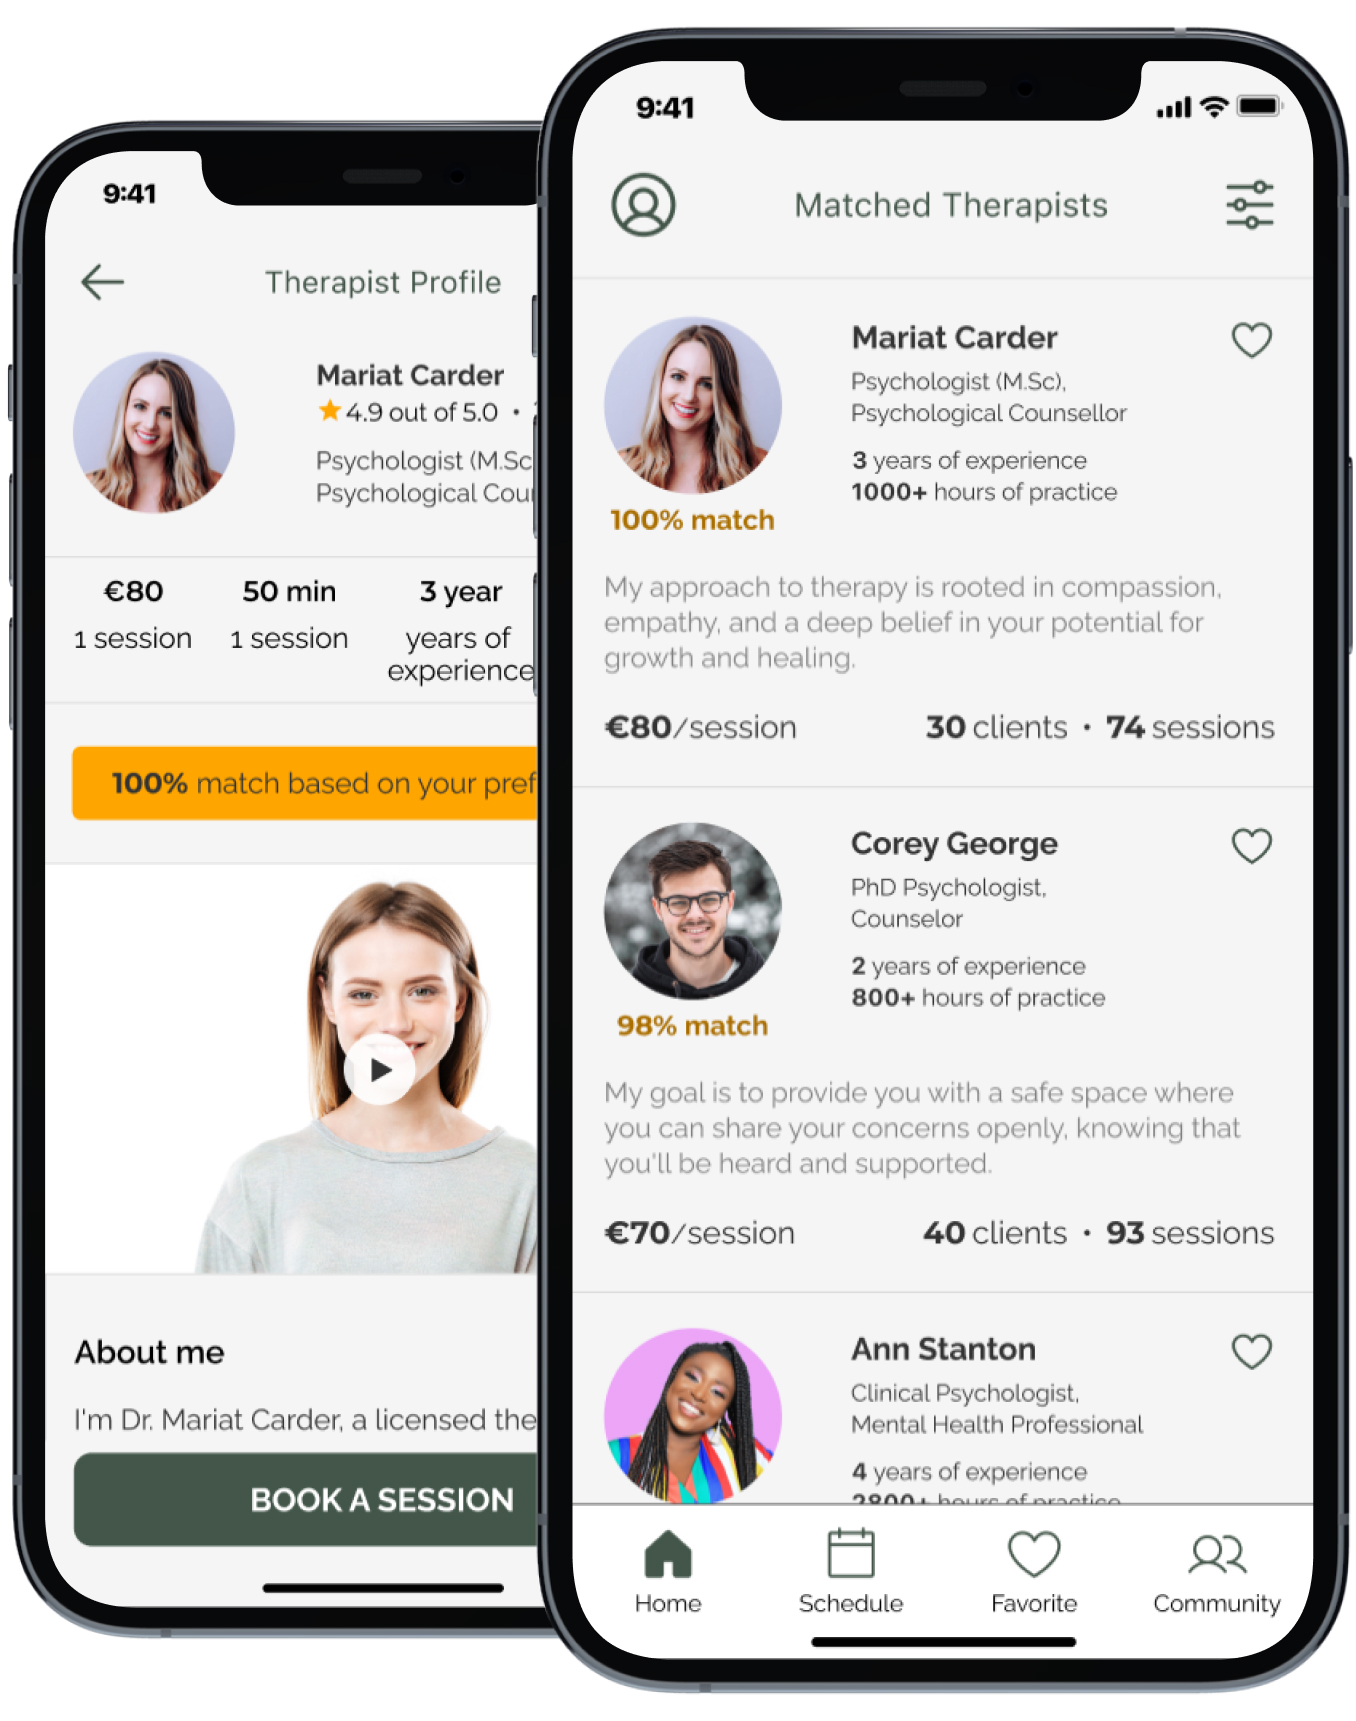 9:41
Therapist Profile
Mariat Carder
4.9 out of 5.0 •
Psychologist (M.Sc
Psychological
€80
50 min
3 year
1 session
1 session
years of
experience
100% match based on your
About me
I'm Dr. Mariat Carder, a licensed
BOOK A SESSION
9:41
Matched Therapists
Mariat Carder
Psychologist (M.Sc),
Psychological Counsellor
3 years of experience
1000+ hours of practice
100% match
My approach to therapy is rooted in compassion,
empathy, and a deep belief in your potential for
growth and healing.
€80/session
30 clients • 74 sessions
Corey George
PhD Psychologist,
Counselor
2 years of experience
800+ hours of practice
98% match
My goal is to provide you with a safe space where
you can share your concerns openly, knowing that
you'll be heard and supported.
€70/session
40 clients • 93 sessions
Ann Stanton
Clinical Psychologist,
Mental Health Professional
4 years of experience
2800+ hours of practice
Home
Schedule
Favorite
Community